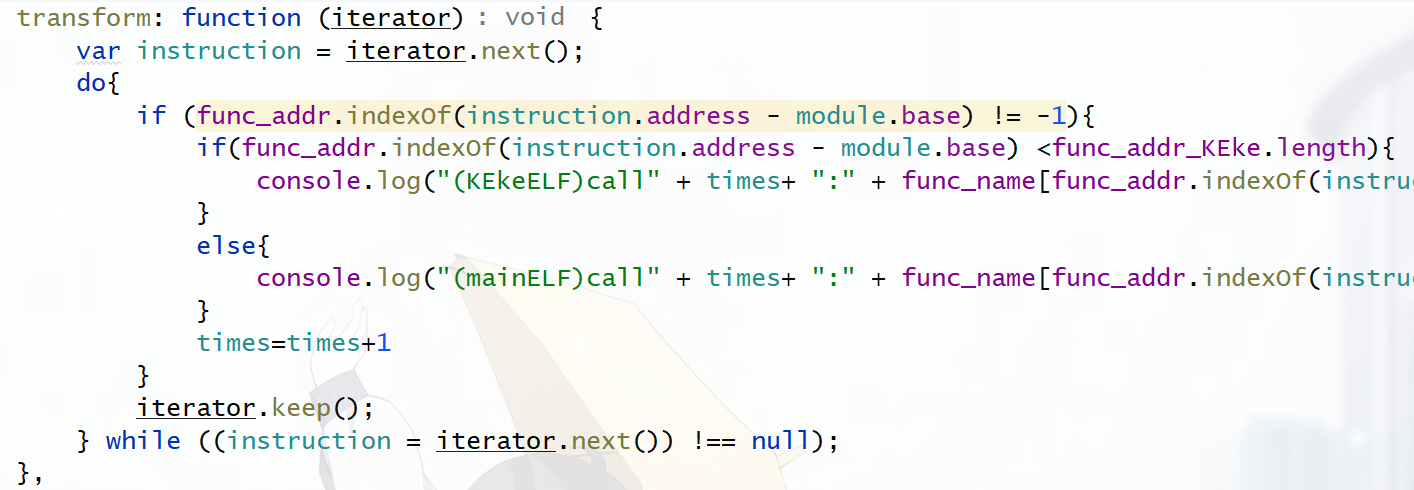 transform: function (iterator) : void {
var instruction = iterator.next();
do{
if (func_addr.indexOf(instruction.address - module.base) != -1){
if(func_addr.indexOf(instruction.address - module.base) <func_addr_KEke.length){
console.log("(KEkeELF)call" + times+ ":" + func_name[func_addr.indexOf(instru
}
else{
console.log("(mainELF)call" + times+ ":" + func_name[func_addr.indexOf(instru
}
times=times+1
}
iterator.keep();
} while ((instruction = iterator.next()) !== null);
},